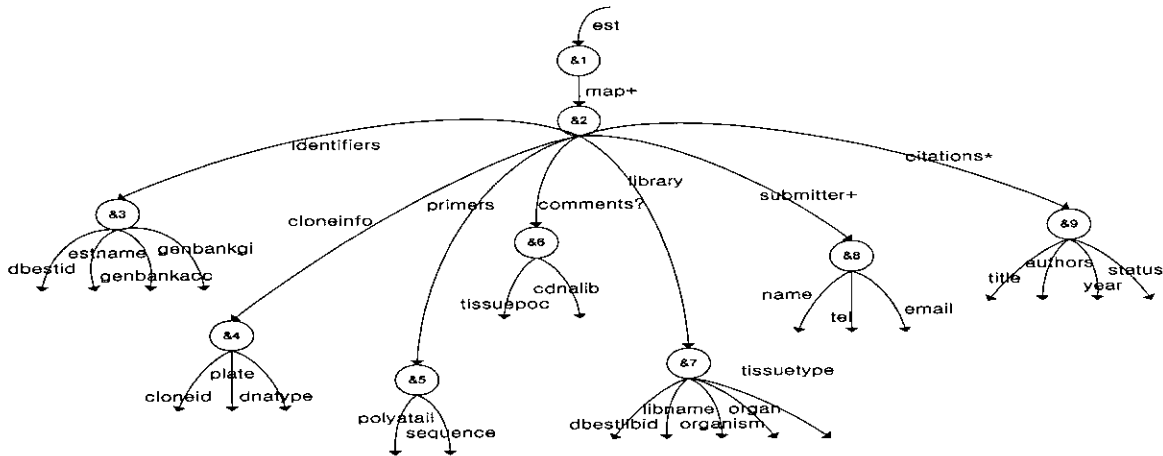 est
&1
map+
&2
identifiers
citations*
library
submitter+
cloneinfo
primers
comments?
&3
&9
&6
&8
dbestid
estname
genbankacc
genbankgi
title
authors
year
status
tissuepoc
cdnalib
name
tel
email
&4
&7
&5
cloneid
plate
dnatype
tissuetype
polyatail
sequence
dbestlibid
libname
organism
organ